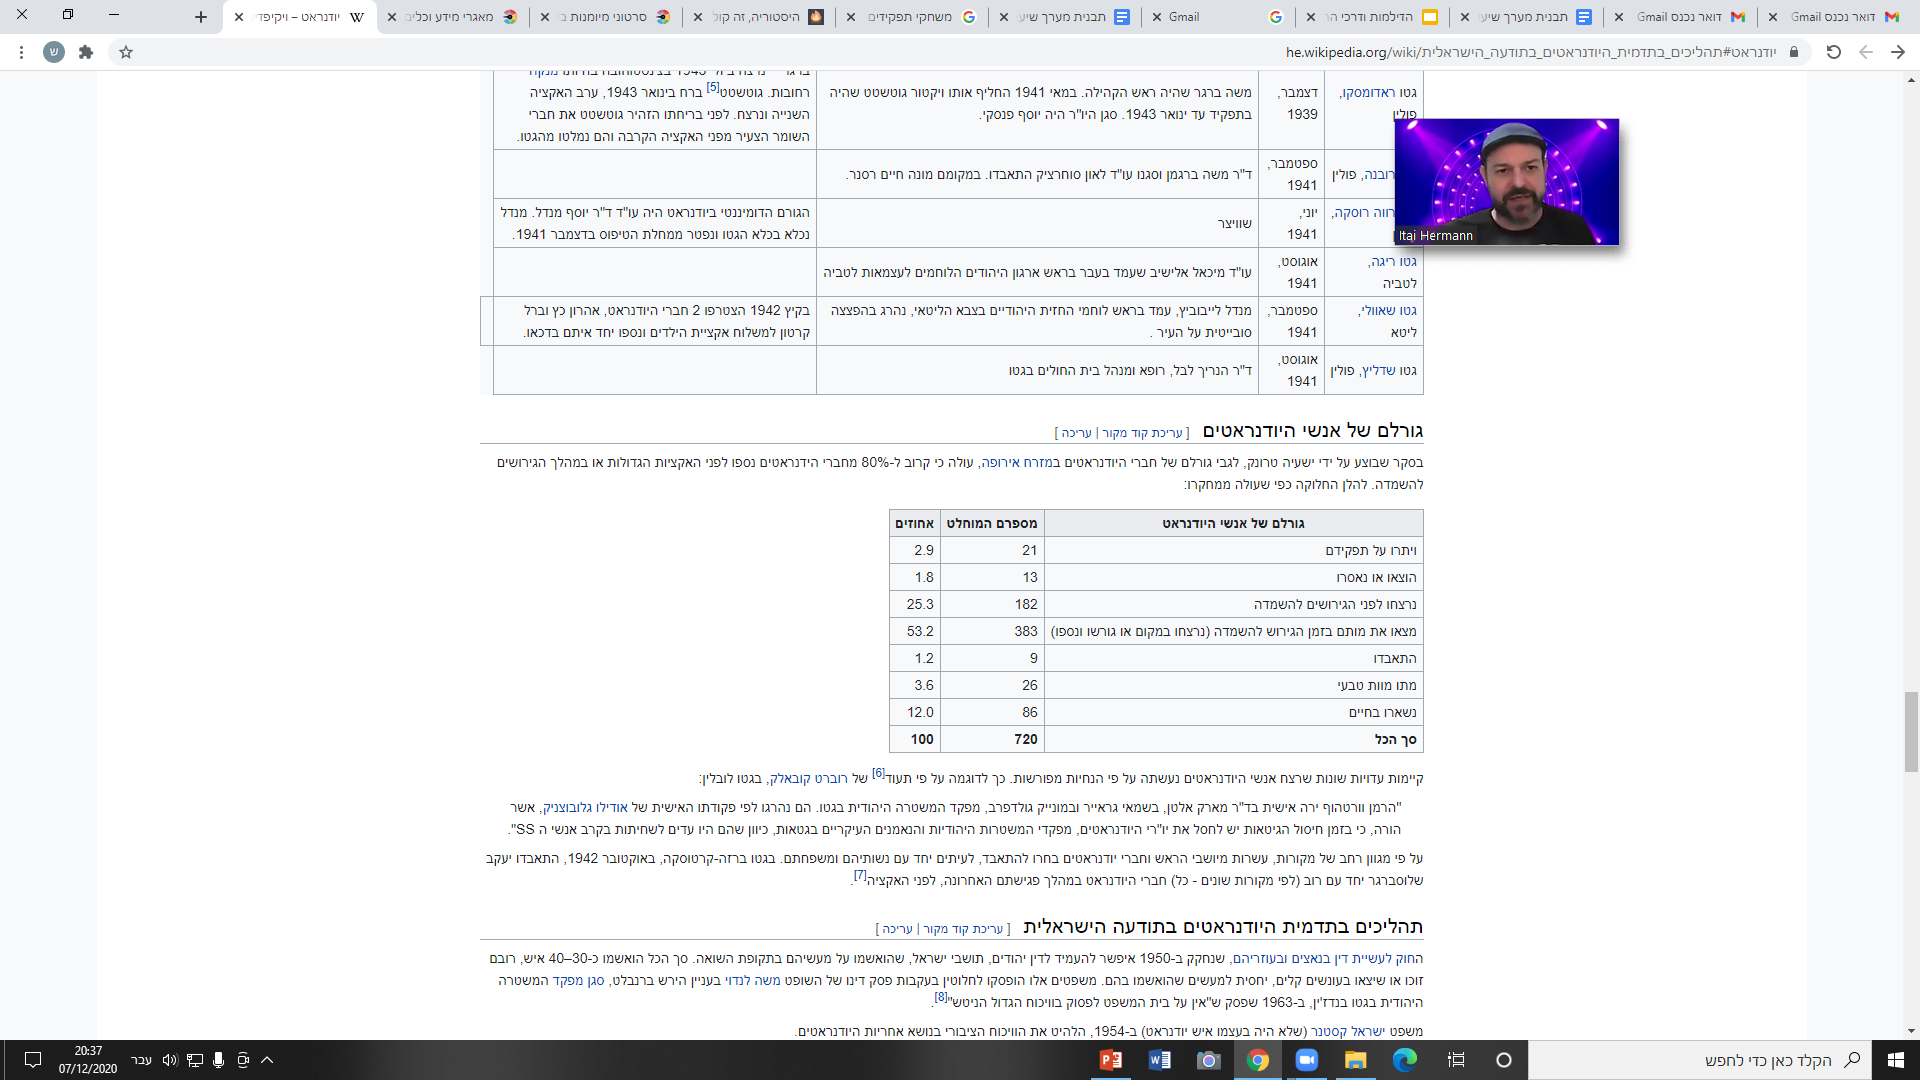 יודנראט – ויקיפדי
מאגרי מידע וכלים
סרטוני מיומנות ב
היסטוריה, זה קול
משחקי תפקידים
תבנית מערך שיעו
Gmail
הדילמות ודרכי הו
תבנית מערך שיעו
דואר נכנס Gmail
דואר נכנס Gmail
he.wikipedia.org/wiki/יודנראט#תהליכים_בתדמית_היודנראטים_בתודעה_הישראלית
גטו ראדומסקו, פולין
דצמבר, 1939
משה ברגר שהיה ראש הקהילה. במאי 1941 החליף אותו ויקטור גוטשטט שהיה
בתפקיד עד ינואר 1943. סגן היו"ר היה יוסף פנסקי.
רחובות. גוטשטט[5] ברח בינואר 1943, ערב האקציה
השנייה ונרצח. לפני בריחתו הזהיר גוטשטט את חברי
השומר הצעיר מפני האקציה הקרבה והם נמלטו מהגטו.
רובנה, פולין
ספטמבר, 1941
ד"ר משה ברגמן וסגנו עו"ד לאון סוחרציק התאבדו. במקומם מונה חיים רסנר.
רווה רוסקה,
יוני, 1941
שוויצר
הגורם הדומיננטי ביודנראט היה עו"ד ד"ר יוסף מנדל. מנדל
נכלא בכלא הגטו ונפטר ממחלת הטיפוס בדצמבר 1941.
Itai Hermann
גטו ריגה, לטביה
אוגוסט, 1941
עו"ד מיכאל אלישיב שעמד בעבר בראש ארגון היהודים הלוחמים לעצמאות לטביה
גטו שאוולי, ליטא
ספטמבר, 1941
מנדל לייבוביץ, עמד בראש לוחמי החזית היהודיים בצבא הליטאי, נהרג בהפצצה
סובייטית על העיר .
בקיץ 1942 הצטרפו 2 חברי היודנראט, אהרון כץ וברל
קרטון למשלוח אקציית הילדים ונספו יחד איתם בדכאו.
גטו שדליץ, פולין
אוגוסט, 1941
ד"ר הנריך לבל, רופא ומנהל בית החולים בגטו
גורלם של אנשי היודנראטים [ עריכת קוד מקור | עריכה ]
בסקר שבוצע על ידי ישעיה טרונק, לגבי גורלם של חברי היודנראטים במזרח אירופה, עולה כי קרוב ל-80% מחברי הידנראטים נספו לפני האקציות הגדולות או במהלך הגירושים
להשמדה. להלן החלוקה כפי שעולה ממחקרו:
גורלם של אנשי היודנראט מספרם המוחלט אחוזים
ויתרו על תפקידם 21 2.9
הוצאו או נאסרו 13 1.8
נרצחו לפני הגירושים להשמדה 182 25.3
מצאו את מותם בזמן הגירוש להשמדה (נרצחו במקום או גורשו ונספו) 383 53.2
התאבדו 9 1.2
מתו מוות טבעי 26 3.6
נשארו בחיים 86 12.0
סך הכל 720 100
קיימות עדויות שונות שרצח אנשי היודנראטים נעשתה על פי הנחיות מפורשות. כך לדוגמה על פי תעוד[6] של רוברט קובאלק, בגטו לובלין:
"הרמן וורטהוף ירה אישית בד"ר מארק אלטן, בשמאי גראייר ובמונייק גולדפרב, מפקד המשטרה היהודית בגטו. הם נהרגו לפי פקודתו האישית של אודילו גלובוצניק, אשר
הורה, כי בזמן חיסול הגיטאות יש לחסל את יו"רי היודנראטים, מפקדי המשטרות היהודיות והנאמנים העיקריים בגטאות, כיוון שהם היו עדים לשחיתות בקרב אנשי ה SS".
על פי מגוון רחב של מקורות, עשרות מיושבי הראש וחברי יודנראטים בחרו להתאבד, לעיתים יחד עם נשותיהם ומשפחתם. בגטו ברזה-קרטוסקה, באוקטובר 1942, התאבדו יעקב
שלוסברגר יחד עם רוב (לפי מקורות שונים - כל) חברי היודנראט במהלך פגישתם האחרונה, לפני האקציה[7].
תהליכים בתדמית היודנראטים בתודעה הישראלית [ עריכת קוד מקור | עריכה ]
החוק לעשיית דין בנאצים ובעוזריהם, שנחקק ב-1950 איפשר להעמיד לדין יהודים, תושבי ישראל, שהואשמו על מעשיהם בתקופת השואה. סך הכל הואשמו כ-30–40 איש, רובם
זוכו או שיצאו בעונשים קלים, יחסית למעשים שהואשמו בהם. משפטים אלו הופסקו לחלוטין בעקבות פסק דינו של השופט משה לנדוי בעניין הירש ברנבלט, סגן מפקד המשטרה
היהודית בגטו בנדז'ין, ב-1963 שפסק ש"אין על בית המשפט לפסוק בוויכוח הגדול הניטש"[8].
משפט ישראל קסטנר (שלא היה בעצמו איש יודנראט) ב-1954, הלהיט את הוויכוח הציבורי בנושא אחריות היודנראטים.
הקלד כאן כדי לחפש
עבר
20:37
07/12/2020